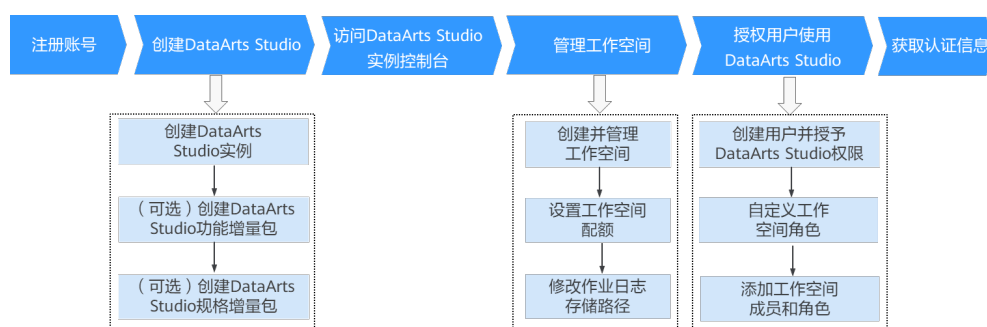 注册账号
创建DataArts Studio
访问DataArts Studio
实例控制台
管理工作空间
授权用户使用
DataArts Studio
获取认证信息
创建DataArts
Studio实例
（可选）创建DataArts
Studio功能增量包
（可选）创建DataArts
Studio规格增量包
创建并管理
工作空间
设置工作空间
配额
修改作业日志
存储路径
创建用户并授予
DataArts Studio权限
自定义工作
空间角色
添加工作空间
成员和角色